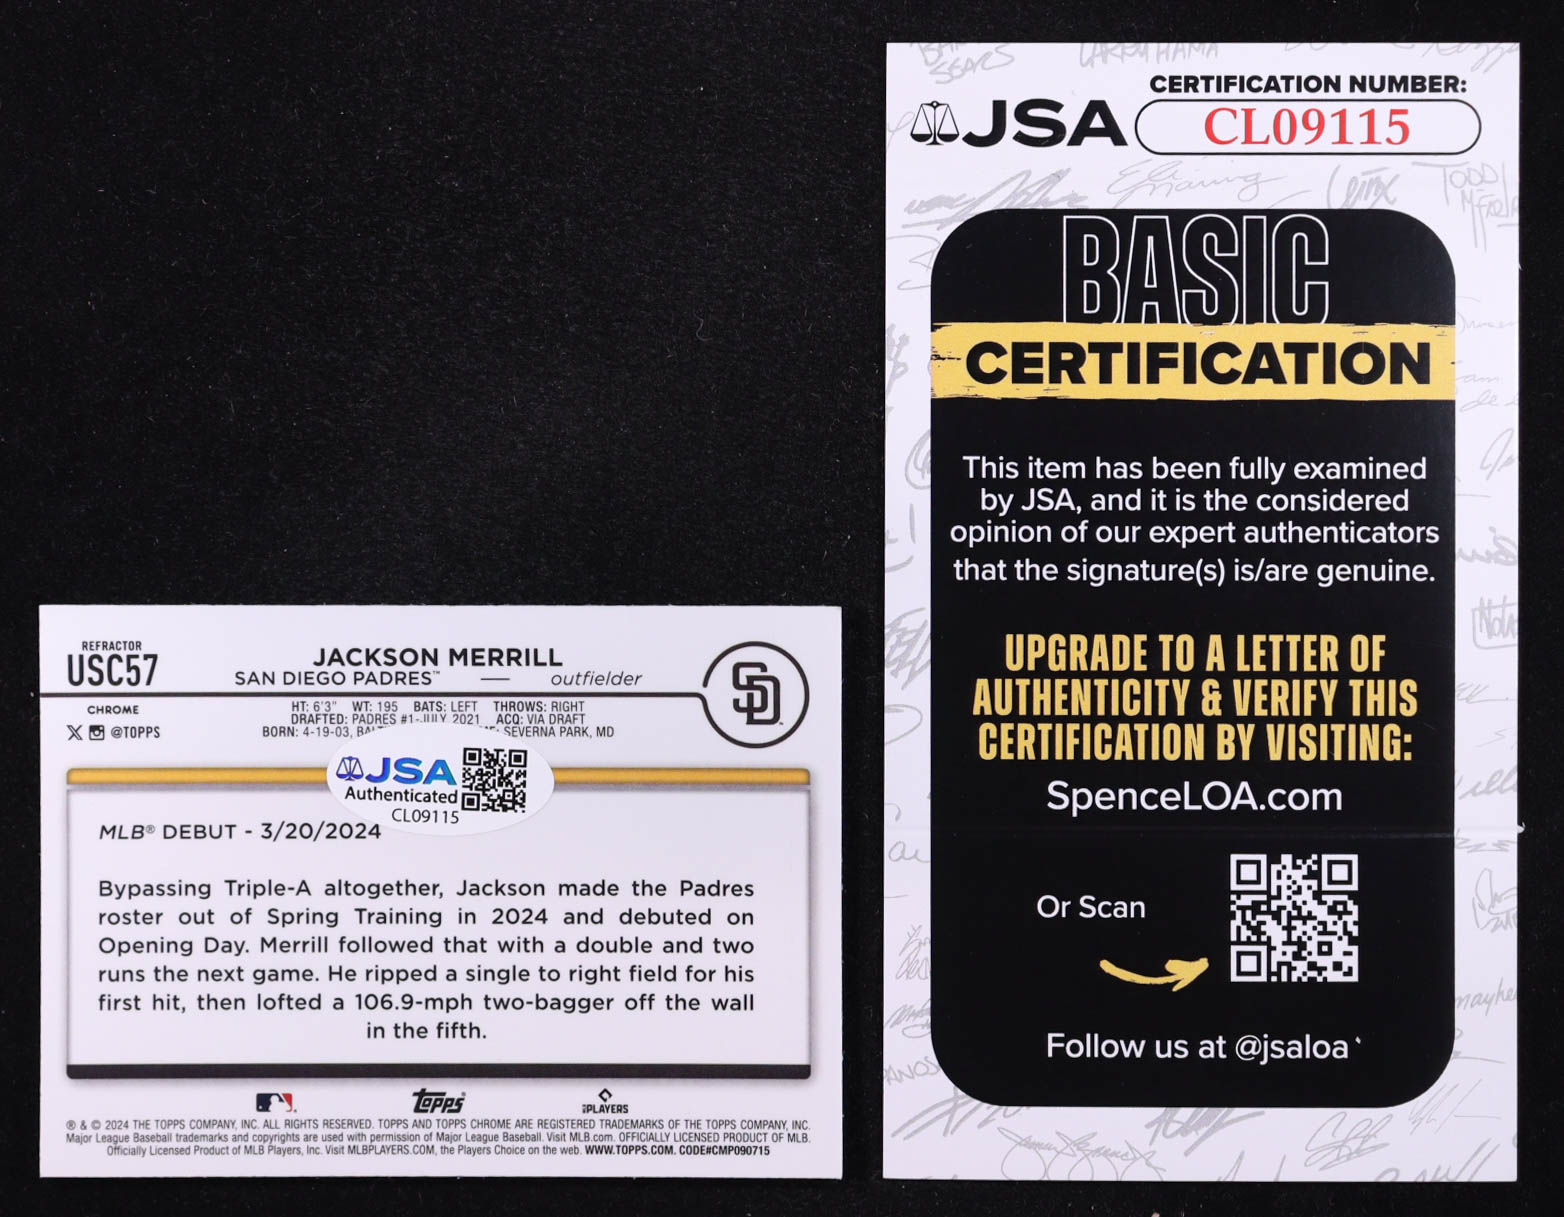 REFRACTOR
USC57
CHROME
@TOPPS
JACKSON MERRILL
SAN DIEGO PADRES™ — outfielder
SD
HT: 6'3" WT: 195 BATS: LEFT THROWS: RIGHT
DRAFTED: PADRES #1-JULY 2021 ACQ: VIA DRAFT
BORN: 4-19-03, SEVERNA PARK, MD
JSA
Authenticated
CL09115
MLB® DEBUT - 3/20/2024
Bypassing Triple-A altogether, Jackson made the Padres
roster out of Spring Training in 2024 and debuted on
Opening Day. Merrill followed that with a double and two
runs the next game. He ripped a single to right field for his
first hit, then lofted a 106.9-mph two-bagger off the wall
in the fifth.
Topps
PLAYERS
® & © 2024 THE TOPPS COMPANY, INC. ALL RIGHTS RESERVED. TOPPS AND TOPPS CHROME ARE REGISTERED TRADEMARKS OF THE TOPPS COMPANY, INC.
Major League Baseball trademarks and copyrights are used with permission of Major League Baseball. Visit MLB.com. OFFICIALLY LICENSED PRODUCT OF MLB.
Officially Licensed Product of MLB Players, Inc. Visit MLBPLAYERS.COM, the Players Choice on the web. WWW.TOPPS.COM. CODE#CMP090715
JSA
CERTIFICATION NUMBER:
CL09115
BASIC
CERTIFICATION
This item has been fully examined
by JSA, and it is the considered
opinion of our expert authenticators
that the signature(s) is/are genuine.
UPGRADE TO A LETTER OF
AUTHENTICITY & VERIFY THIS
CERTIFICATION BY VISITING:
SpenceLOA.com
Or Scan
Follow us at @jsaloa